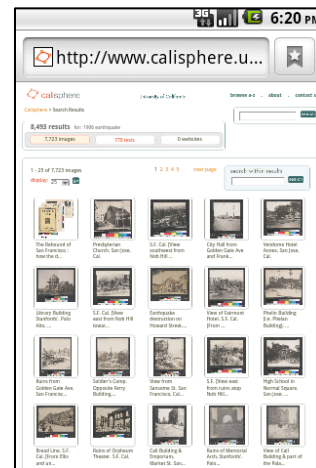 3G 6:20 PM
http://www.calisphere.u...
calisphere
University of California
browse a-z . about . contact u
Calisphere > Search Results
8,493 results for: 1906 earthquake
7,723 images
770 texts
0 websites
1 - 25 of 7,723 images
1 2 3 4 5
next page
search within results
display: 25
The Rebound of
San Francisco :
how the d...
Presbyterian
Church. San Jose,
Cal.
S.F. [View
southwest from
Nob Hill ...
City Hall from
Golden Gate Ave
and Frank...
Vendome Hotel
Annex, San Jose,
Cal.
Library Building
Stanfords'. Palo
Alto. ...
S.F. Cal. [View
east from Nob Hill
towar...
Earthquake
destruction on
Howard Street...
View of Fairmont
Hotel. S.F. Cal.
[From ...
Phelin Building
[i.e. Phelan
Building]. ...
Ruins from
Golden Gate Ave.
San Francisc...
Soldier's Camp.
Opposite Ferry
Building. ...
View from
Sansome St. San
Francisco, Cal...
S.F. [View east
from ruins atop
Nob Hill...
High School in
Normal Square.
San Jose. ...
Bread Line. S.F.
Cal. [From Ellis
and un...
Ruins of Orpheum
Theater. S.F. Cal.
Call Building &
Emporium,
Market St. San...
Ruins of Memorial
Arch, Stanfords'.
Palo...
View of Call
Building & part of
the Pala...